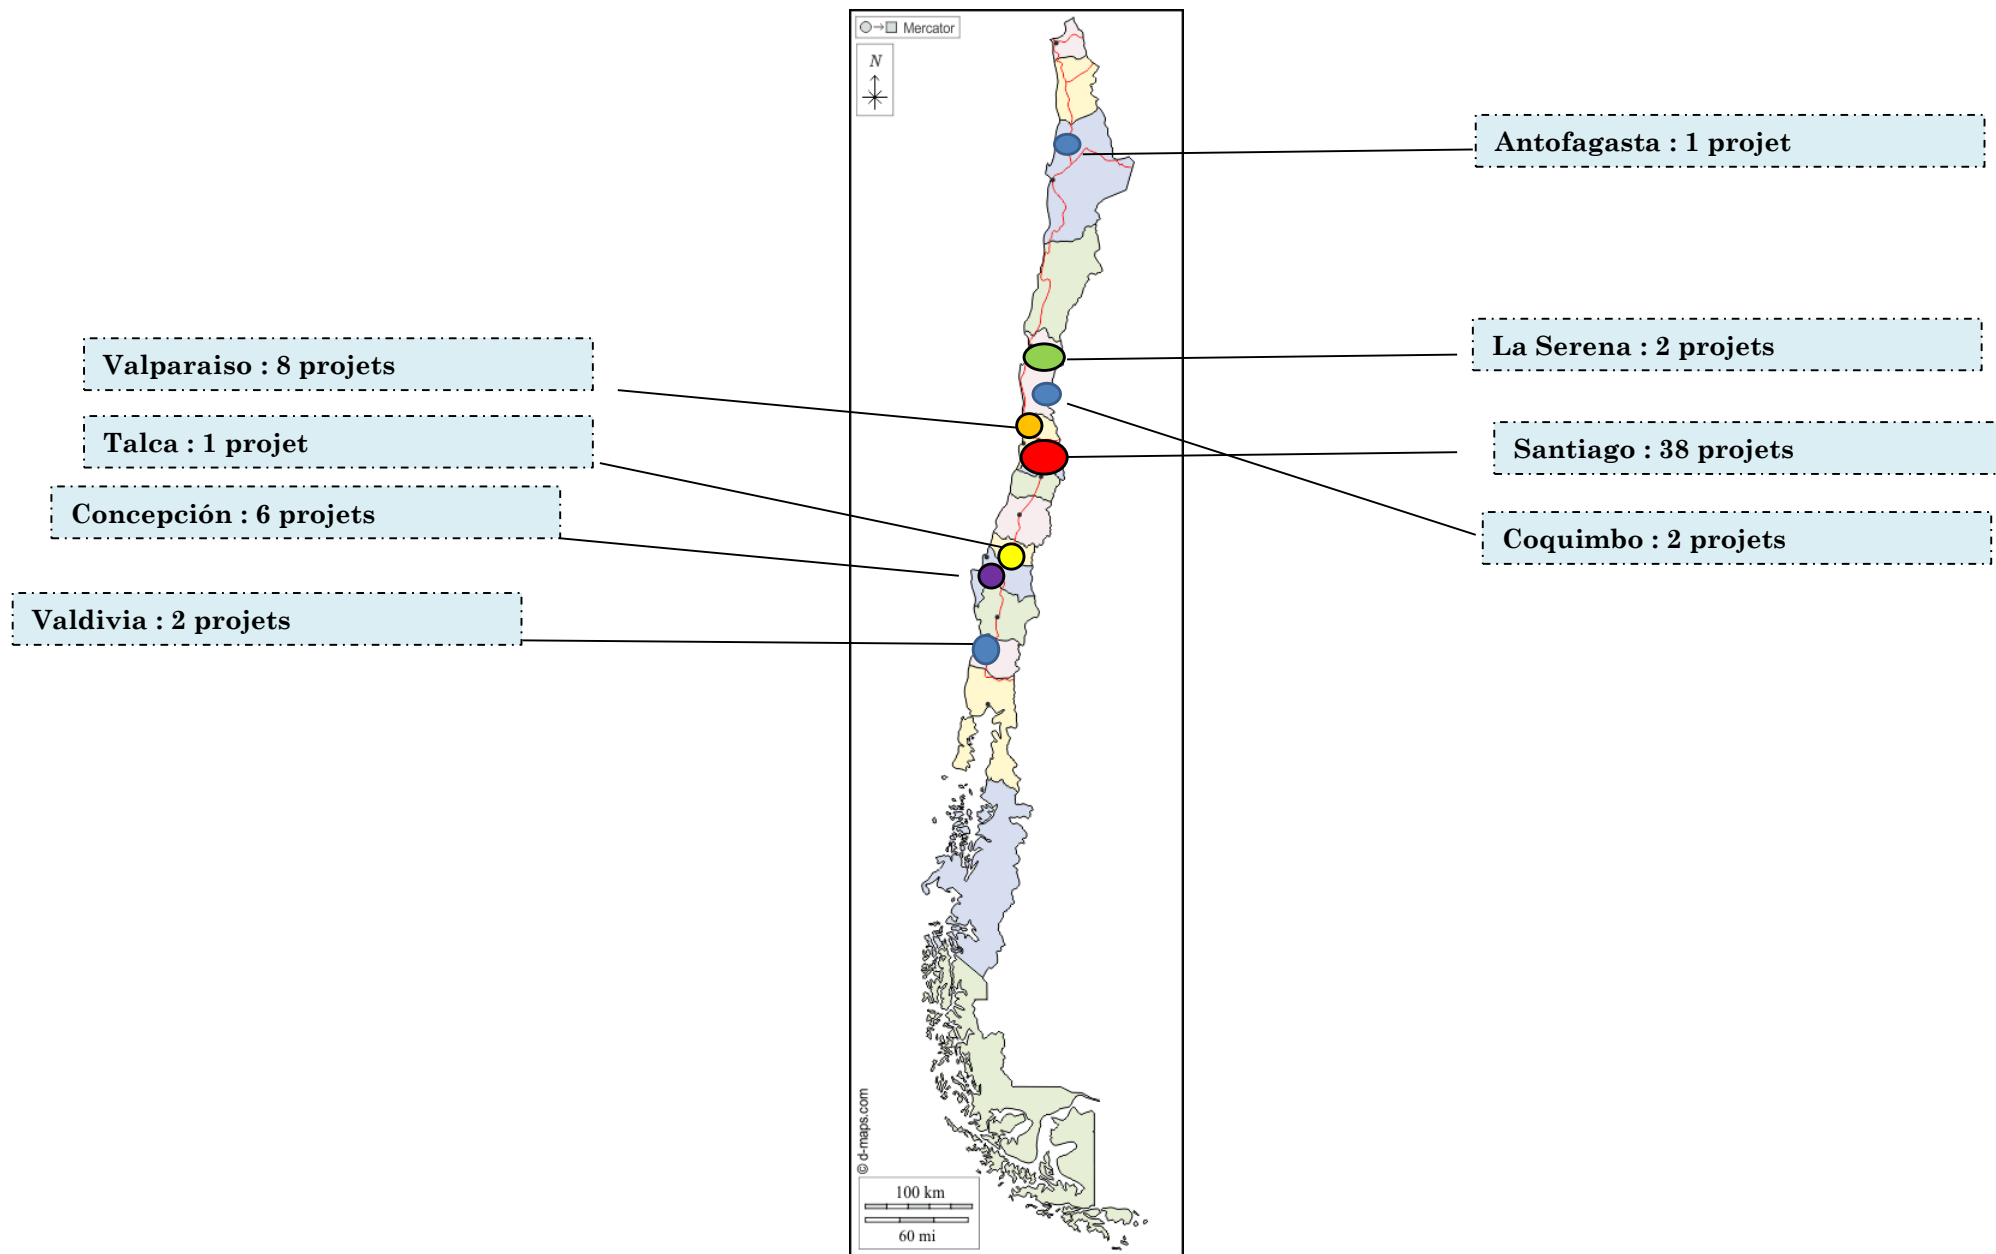 Mercator
N
Antofagasta : 1 projet
La Serena : 2 projets
Valparaiso : 8 projets
Talca : 1 projet
Santiago : 38 projets
Concepción : 6 projets
Coquimbo : 2 projets
Valdivia : 2 projets
© d-maps.com
100 km
60 mi